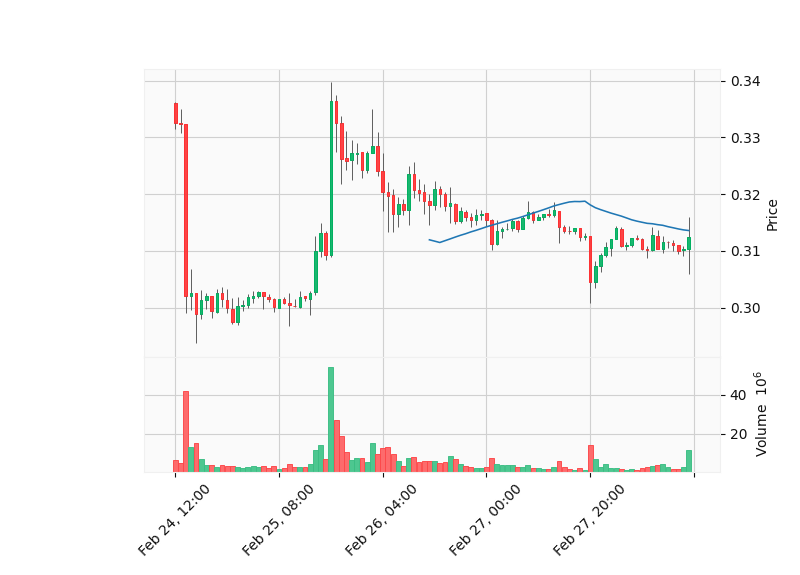 0.34
0.33
0.32
0.31
0.30
Price
40
20
Volume 10^6
Feb 24, 12:00
Feb 25, 08:00
Feb 26, 04:00
Feb 27, 00:00
Feb 27, 20:00